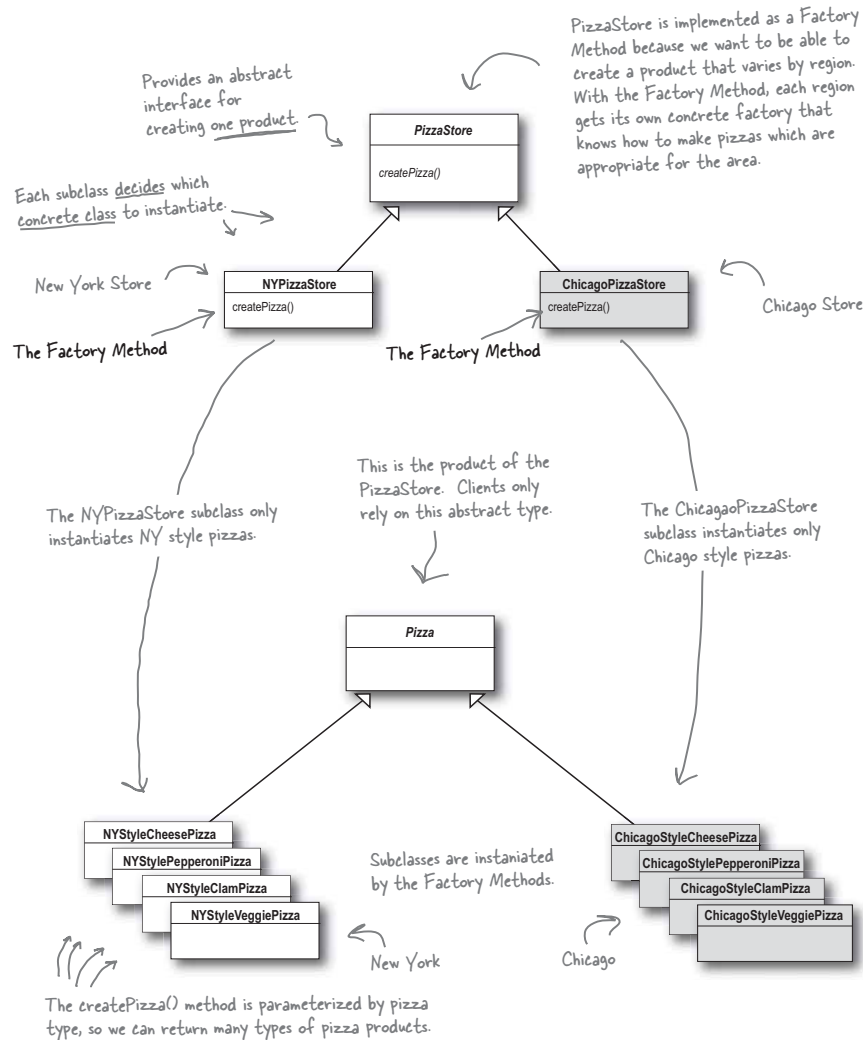 PizzaStore is implemented as a Factory
Method because we want to be able to
create a product that varies by region.
With the Factory Method, each region
gets its own concrete factory that
knows how to make pizzas which are
appropriate for the area.
Provides an abstract
interface for
creating one product.
PizzaStore
createPizza()
Each subclass decides which
concrete class to instantiate.
New York Store
NYPizzaStore
createPizza()
The Factory Method
ChicagoPizzaStore
createPizza()
The Factory Method
Chicago Store
The NYPizzaStore subclass only
instantiates NY style pizzas.
This is the product of the
PizzaStore. Clients only
rely on this abstract type.
The ChicagaoPizzaStore
subclass instantiates only
Chicago style pizzas.
Pizza
NYStyleCheesePizza
NYStylePepperoniPizza
NYStyleClamPizza
NYStyleVeggiePizza
Subclasses are instaniated
by the Factory Methods.
New York
Chicago
ChicagoStyleCheesePizza
ChicagoStylePepperoniPizza
ChicagoStyleClamPizza
ChicagoStyleVeggiePizza
The createPizza() method is parameterized by pizza
type, so we can return many types of pizza products.